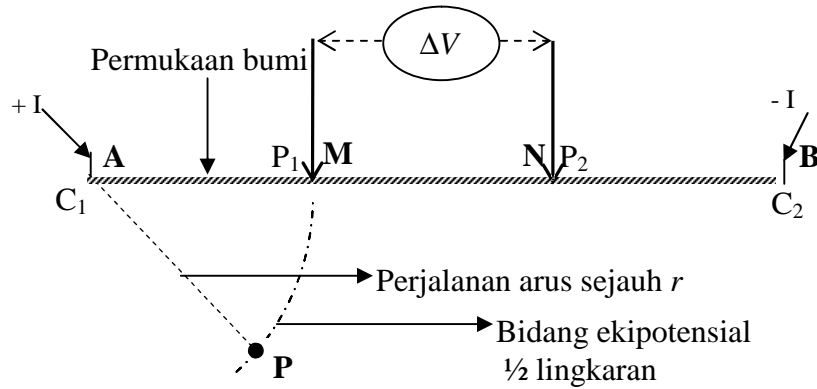 ΔV
Permukaan bumi
+ I
- I
A
P₁
M
N
P₂
B
C₁
C₂
Perjalanan arus sejauh r
Bidang ekipotensial
½ lingkaran
P